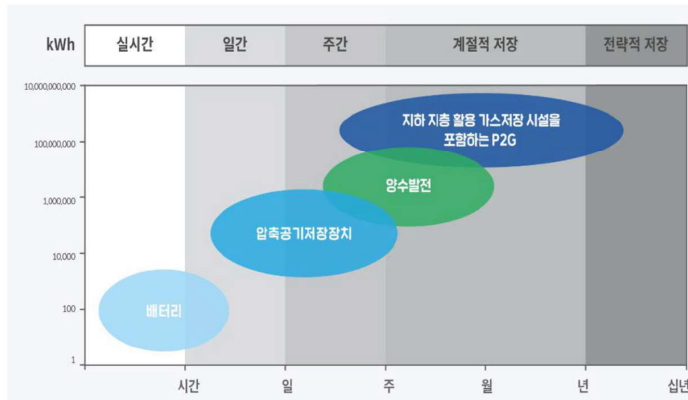 kWh
실시간
일간
주간
계절적 저장
전략적 저장
10,000,000,000
100,000,000
1,000,000
10,000
100
1
지하 지층 활용 가스저장 시설을
포함하는 P2G
양수발전
압축공기저장장치
배터리
시간
일
주
월
년
십년